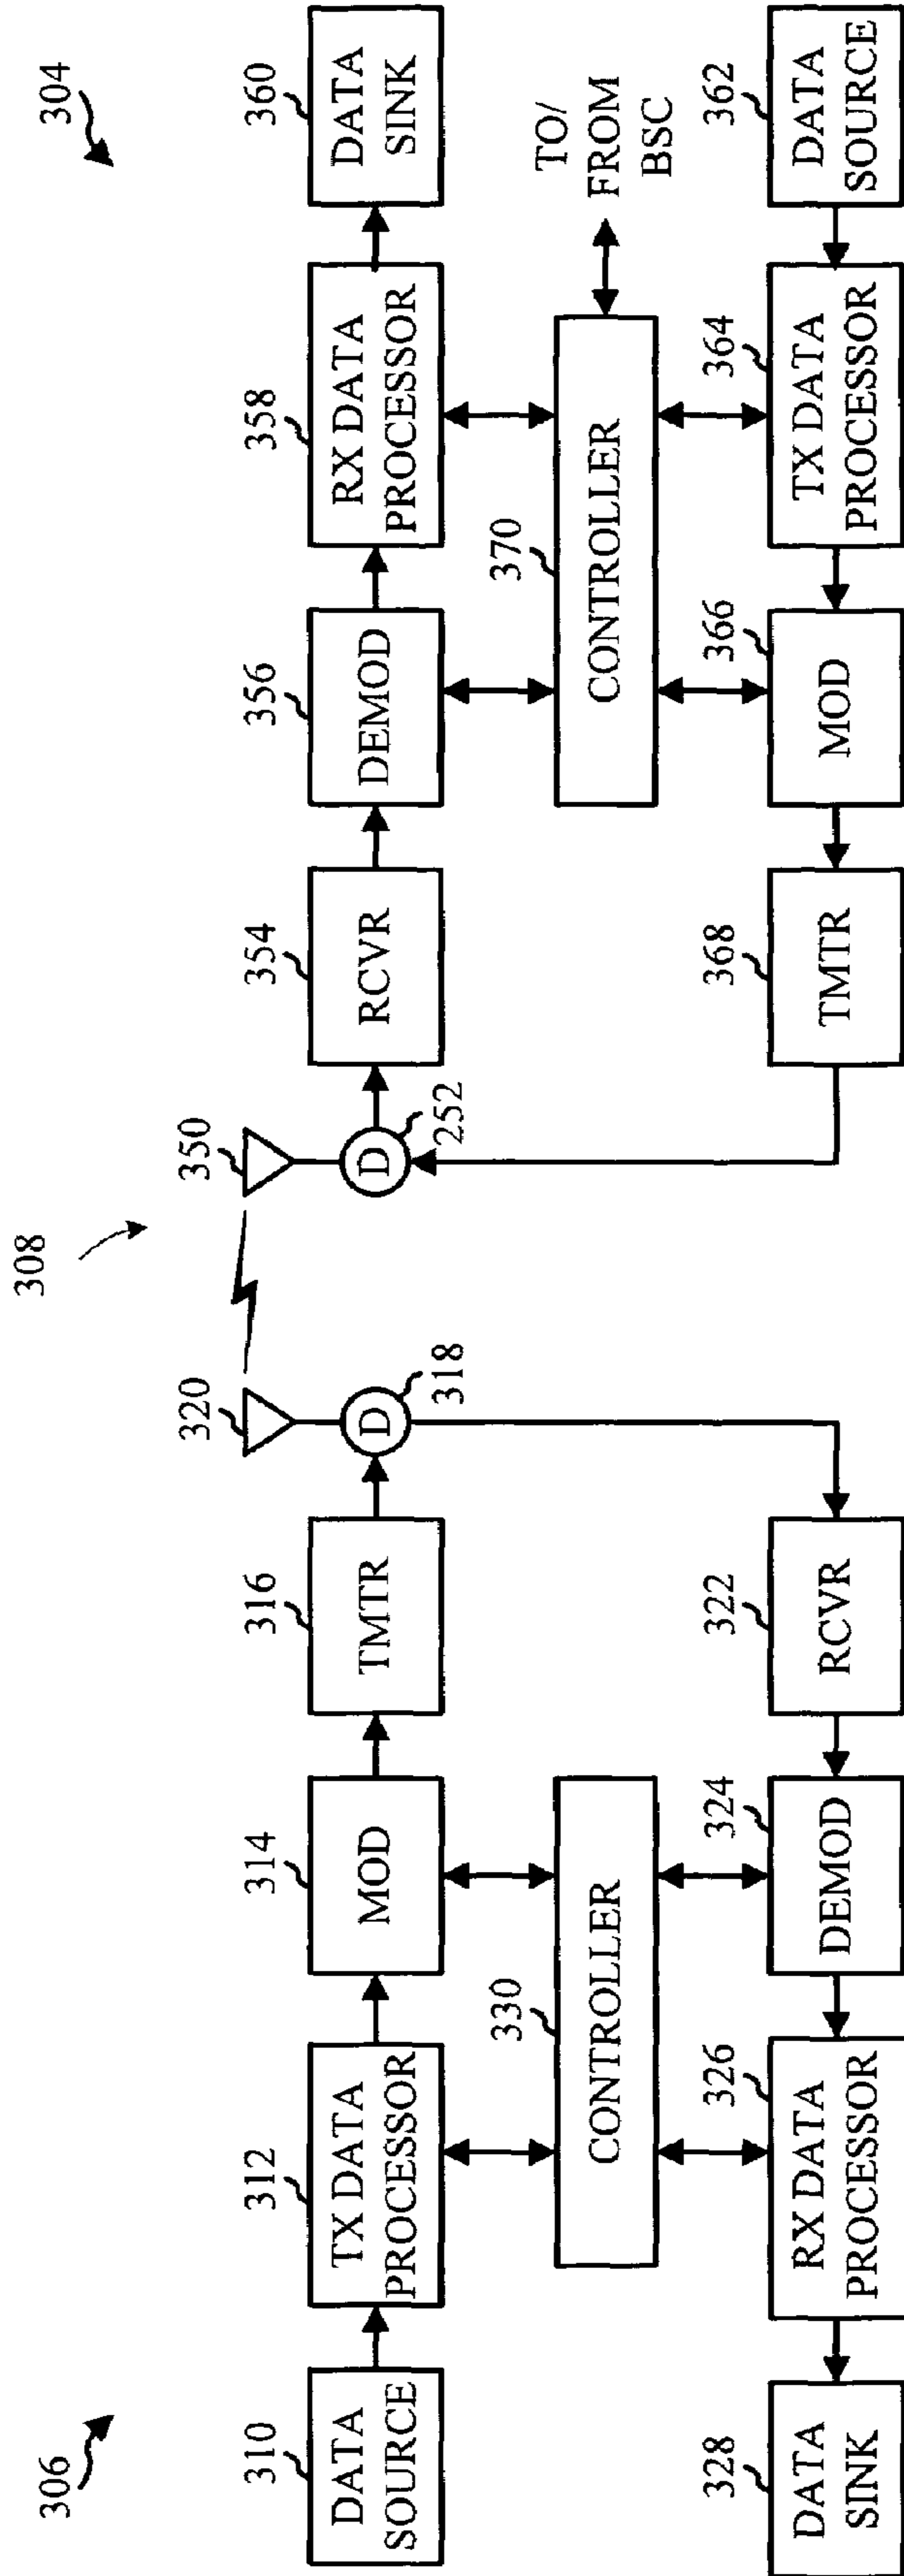 306
308
304
310
DATA
SOURCE
312
TX DATA
PROCESSOR
314
MOD
316
TMTR
320
D
318
350
D
252
354
RCVR
356
DEMOD
358
RX DATA
PROCESSOR
360
DATA
SINK
330
CONTROLLER
370
CONTROLLER
TO/
FROM
BSC
328
DATA
SINK
326
RX DATA
PROCESSOR
324
DEMOD
322
RCVR
368
TMTR
366
MOD
364
TX DATA
PROCESSOR
362
DATA
SOURCE